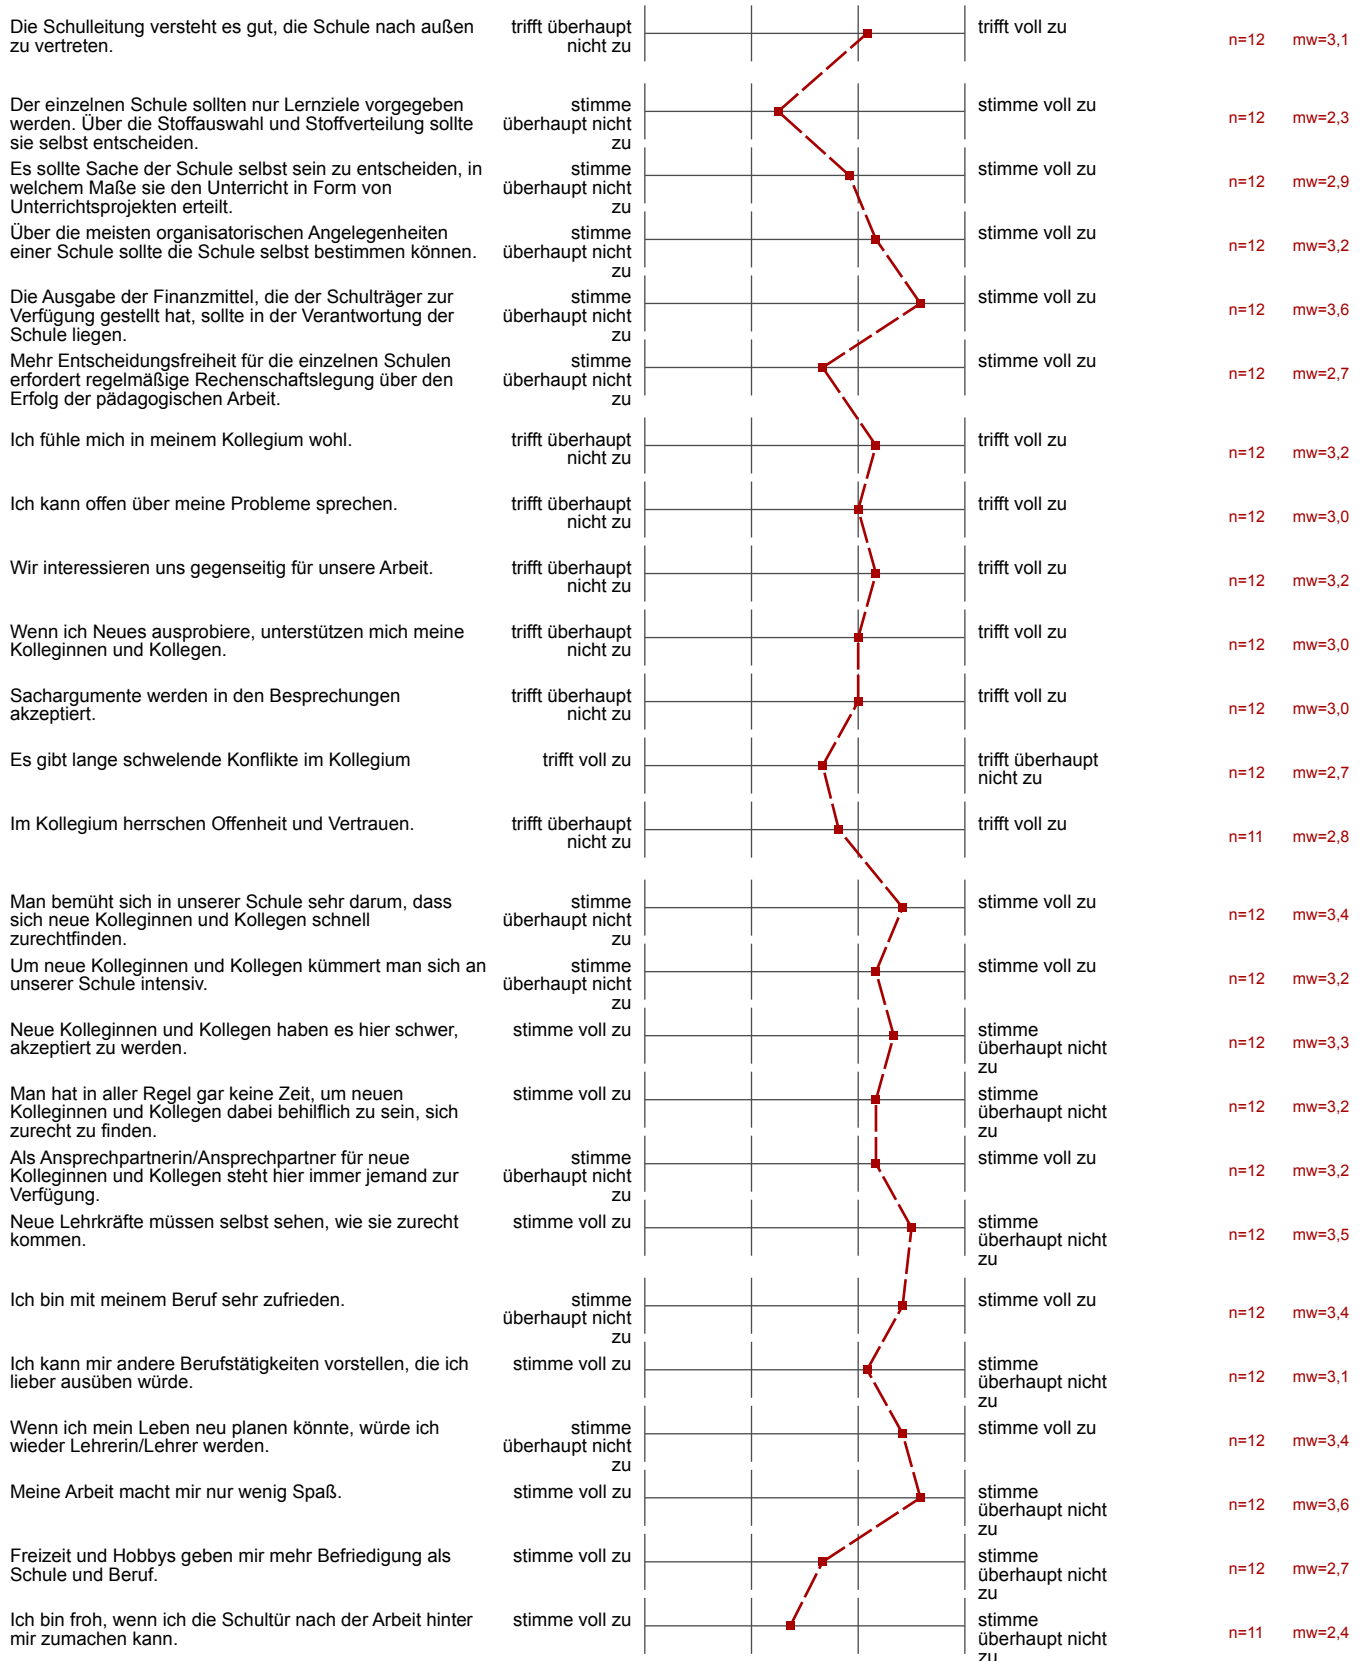 Die Schulleitung versteht es gut, die Schule nach außen
zu vertreten.
trifft überhaupt
nicht zu
trifft voll zu
n=12 mw=3,1
Der einzelnen Schule sollten nur Lernziele vorgegeben
werden. Über die Stoffauswahl und Stoffverteilung sollte
sie selbst entscheiden.
stimme
überhaupt nicht
zu
stimme voll zu
n=12 mw=2,3
Es sollte Sache der Schule selbst sein zu entscheiden, in
welchem Maße sie den Unterricht in Form von
Unterrichtsprojekten erteilt.
stimme
überhaupt nicht
zu
stimme voll zu
n=12 mw=2,9
Über die meisten organisatorischen Angelegenheiten
einer Schule sollte die Schule selbst bestimmen können.
stimme
überhaupt nicht
zu
stimme voll zu
n=12 mw=3,2
Die Ausgabe der Finanzmittel, die der Schulträger zur
Verfügung gestellt hat, sollte in der Verantwortung der
Schule liegen.
stimme
überhaupt nicht
zu
stimme voll zu
n=12 mw=3,6
Mehr Entscheidungsfreiheit für die einzelnen Schulen
erfordert regelmäßige Rechenschaftslegung über den
Erfolg der pädagogischen Arbeit.
stimme
überhaupt nicht
zu
stimme voll zu
n=12 mw=2,7
Ich fühle mich in meinem Kollegium wohl.
trifft überhaupt
nicht zu
trifft voll zu
n=12 mw=3,2
Ich kann offen über meine Probleme sprechen.
trifft überhaupt
nicht zu
trifft voll zu
n=12 mw=3,0
Wir interessieren uns gegenseitig für unsere Arbeit.
trifft überhaupt
nicht zu
trifft voll zu
n=12 mw=3,2
Wenn ich Neues ausprobiere, unterstützen mich meine
Kolleginnen und Kollegen.
trifft überhaupt
nicht zu
trifft voll zu
n=12 mw=3,0
Sachargumente werden in den Besprechungen
akzeptiert.
trifft überhaupt
nicht zu
trifft voll zu
n=12 mw=3,0
Es gibt lange schwelende Konflikte im Kollegium
trifft voll zu
trifft überhaupt
nicht zu
n=12 mw=2,7
Im Kollegium herrschen Offenheit und Vertrauen.
trifft überhaupt
nicht zu
trifft voll zu
n=11 mw=2,8
Man bemüht sich in unserer Schule sehr darum, dass
sich neue Kolleginnen und Kollegen schnell
zurechtfinden.
stimme
überhaupt nicht
zu
stimme voll zu
n=12 mw=3,4
Um neue Kolleginnen und Kollegen kümmert man sich an
unserer Schule intensiv.
stimme
überhaupt nicht
zu
stimme voll zu
n=12 mw=3,2
Neue Kolleginnen und Kollegen haben es hier schwer,
akzeptiert zu werden.
stimme voll zu
stimme
überhaupt nicht
zu
n=12 mw=3,3
Man hat in aller Regel gar keine Zeit, um neuen
Kolleginnen und Kollegen dabei behilflich zu sein, sich
zurecht zu finden.
stimme voll zu
stimme
überhaupt nicht
zu
n=12 mw=3,2
Als Ansprechpartnerin/Ansprechpartner für neue
Kolleginnen und Kollegen steht hier immer jemand zur
Verfügung.
stimme
überhaupt nicht
zu
stimme voll zu
n=12 mw=3,2
Neue Lehrkräfte müssen selbst sehen, wie sie zurecht
kommen.
stimme voll zu
stimme
überhaupt nicht
zu
n=12 mw=3,5
Ich bin mit meinem Beruf sehr zufrieden.
stimme
überhaupt nicht
zu
stimme voll zu
n=12 mw=3,4
Ich kann mir andere Berufstätigkeiten vorstellen, die ich
lieber ausüben würde.
stimme voll zu
stimme
überhaupt nicht
zu
n=12 mw=3,1
Wenn ich mein Leben neu planen könnte, würde ich
wieder Lehrerin/Lehrer werden.
stimme
überhaupt nicht
zu
stimme voll zu
n=12 mw=3,4
Meine Arbeit macht mir nur wenig Spaß.
stimme voll zu
stimme
überhaupt nicht
zu
n=12 mw=3,6
Freizeit und Hobbys geben mir mehr Befriedigung als
Schule und Beruf.
stimme voll zu
stimme
überhaupt nicht
zu
n=12 mw=2,7
Ich bin froh, wenn ich die Schultür nach der Arbeit hinter
mir zumachen kann.
stimme voll zu
stimme
überhaupt nicht
zu
n=11 mw=2,4